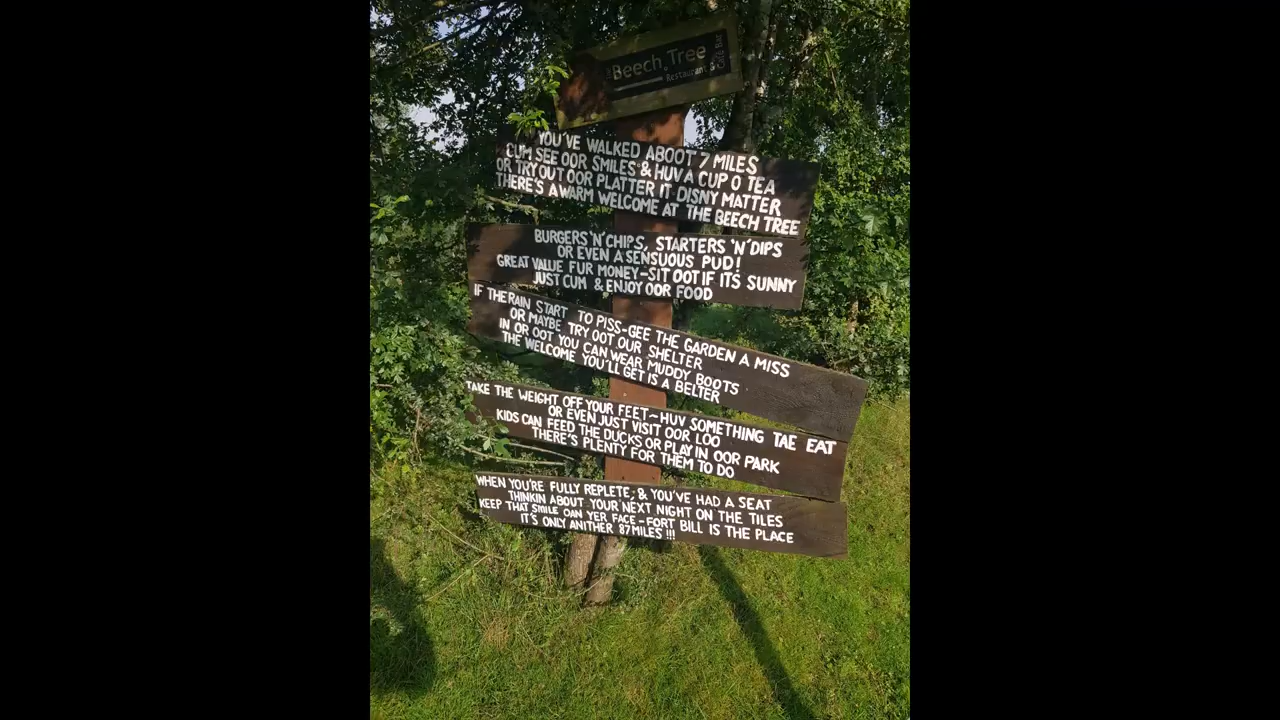 The Beech Tree
Restaurant & Café Bar
YOU'VE WALKED ABOOT 7 MILES
CUM SEE OOR SMILES & HUV A CUP O TEA
OR TRY OUT OOR PLATTER IT DISNY MATTER
THERE'S A WARM WELCOME AT THE BEECH TREE
BURGERS 'N' CHIPS, STARTERS 'N' DIPS
OR EVEN A SENSUOUS PUD!
GREAT VALUE FUR MONEY-SIT OOT IF IT'S SUNNY
JUST CUM & ENJOY OOR FOOD
IF THE RAIN START TO PISS-GEE THE GARDEN A MISS
OR MAYBE TRY OOT OUR SHELTER
IN OR OOT YOU CAN WEAR MUDDY BOOTS
THE WELCOME YOU'LL GET IS A BELTER
TAKE THE WEIGHT OFF YOUR FEET-HUV SOMETHING TAE EAT
OR EVEN JUST VISIT OOR LOO
KIDS CAN FEED THE DUCKS OR PLAY IN OOR PARK
THERE'S PLENTY FOR THEM TO DO
WHEN YOU'RE FULLY REPLETE, & YOU'VE HAD A SEAT
THINKIN ABOUT YOUR NEXT NIGHT ON THE TILES
KEEP THAT SMILE OAN YER FACE-FORT BILL IS THE PLACE
IT'S ONLY ANITHER 87 MILES !!!